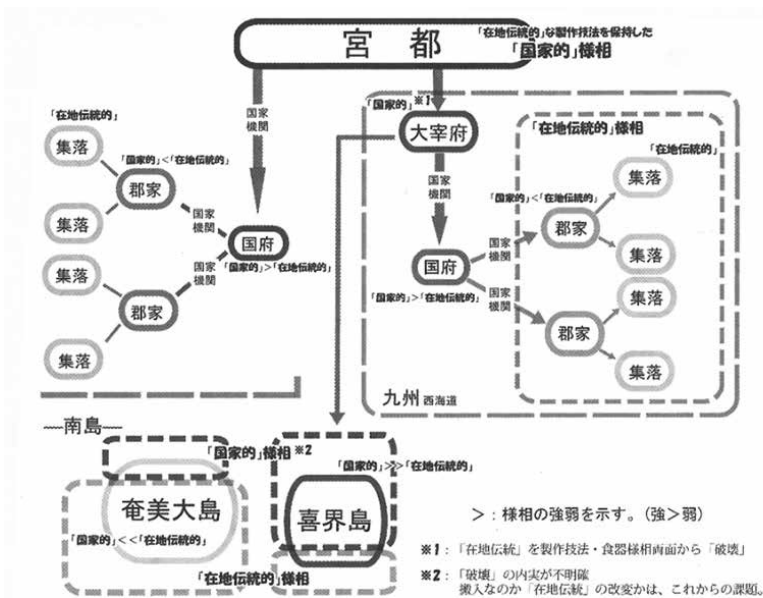 宮 都
「在地伝統的」な製作技法を保持した
「国家的」様相
国家
機関
「在地伝統的」
集落
「国家的」<「在地伝統的」
郡家
集落
国家
機関
国府
「国家的」>「在地伝統的」
集落
国家
機関
郡家
集落
「国家的」※1
大宰府
国家
機関
国府
「国家的」>「在地伝統的」
国家
機関
国家
機関
「在地伝統的」様相
「在地伝統的」
集落
「国家的」<「在地伝統的」
郡家
集落
集落
郡家
集落
九州 西海道
南島
「国家的」様相 ※2
「国家的」>>「在地伝統的」
奄美大島
「国家的」<<「在地伝統的」
喜界島
「在地伝統的」様相
>:様相の強弱を示す。(強>弱)
※1:「在地伝統」を製作技法・食器様相両面から「破壊」
※2:「破壊」の内実が不明確
搬入なのか「在地伝統」の改変かは、これからの課題。